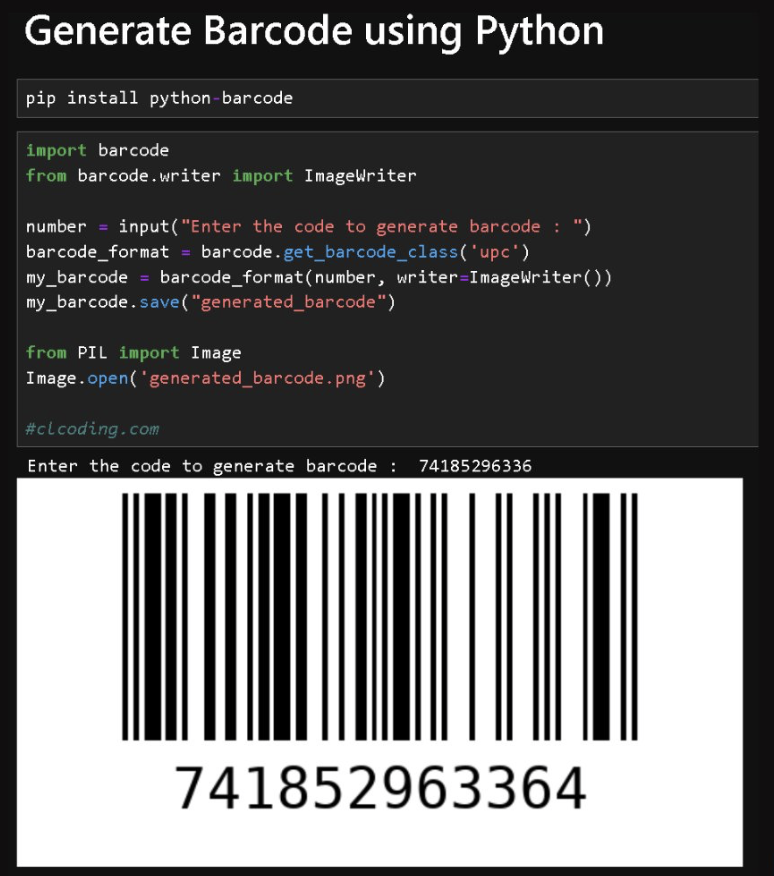 Generate Barcode using Python
pip install python-barcode
import barcode
from barcode.writer import ImageWriter
number = input("Enter the code to generate barcode : ")
barcode_format = barcode.get_barcode_class('upc')
my_barcode = barcode_format(number, writer=ImageWriter())
my_barcode.save("generated_barcode")
from PIL import Image
Image.open('generated_barcode.png')
#clcoding.com
Enter the code to generate barcode :  74185296336
741852963364